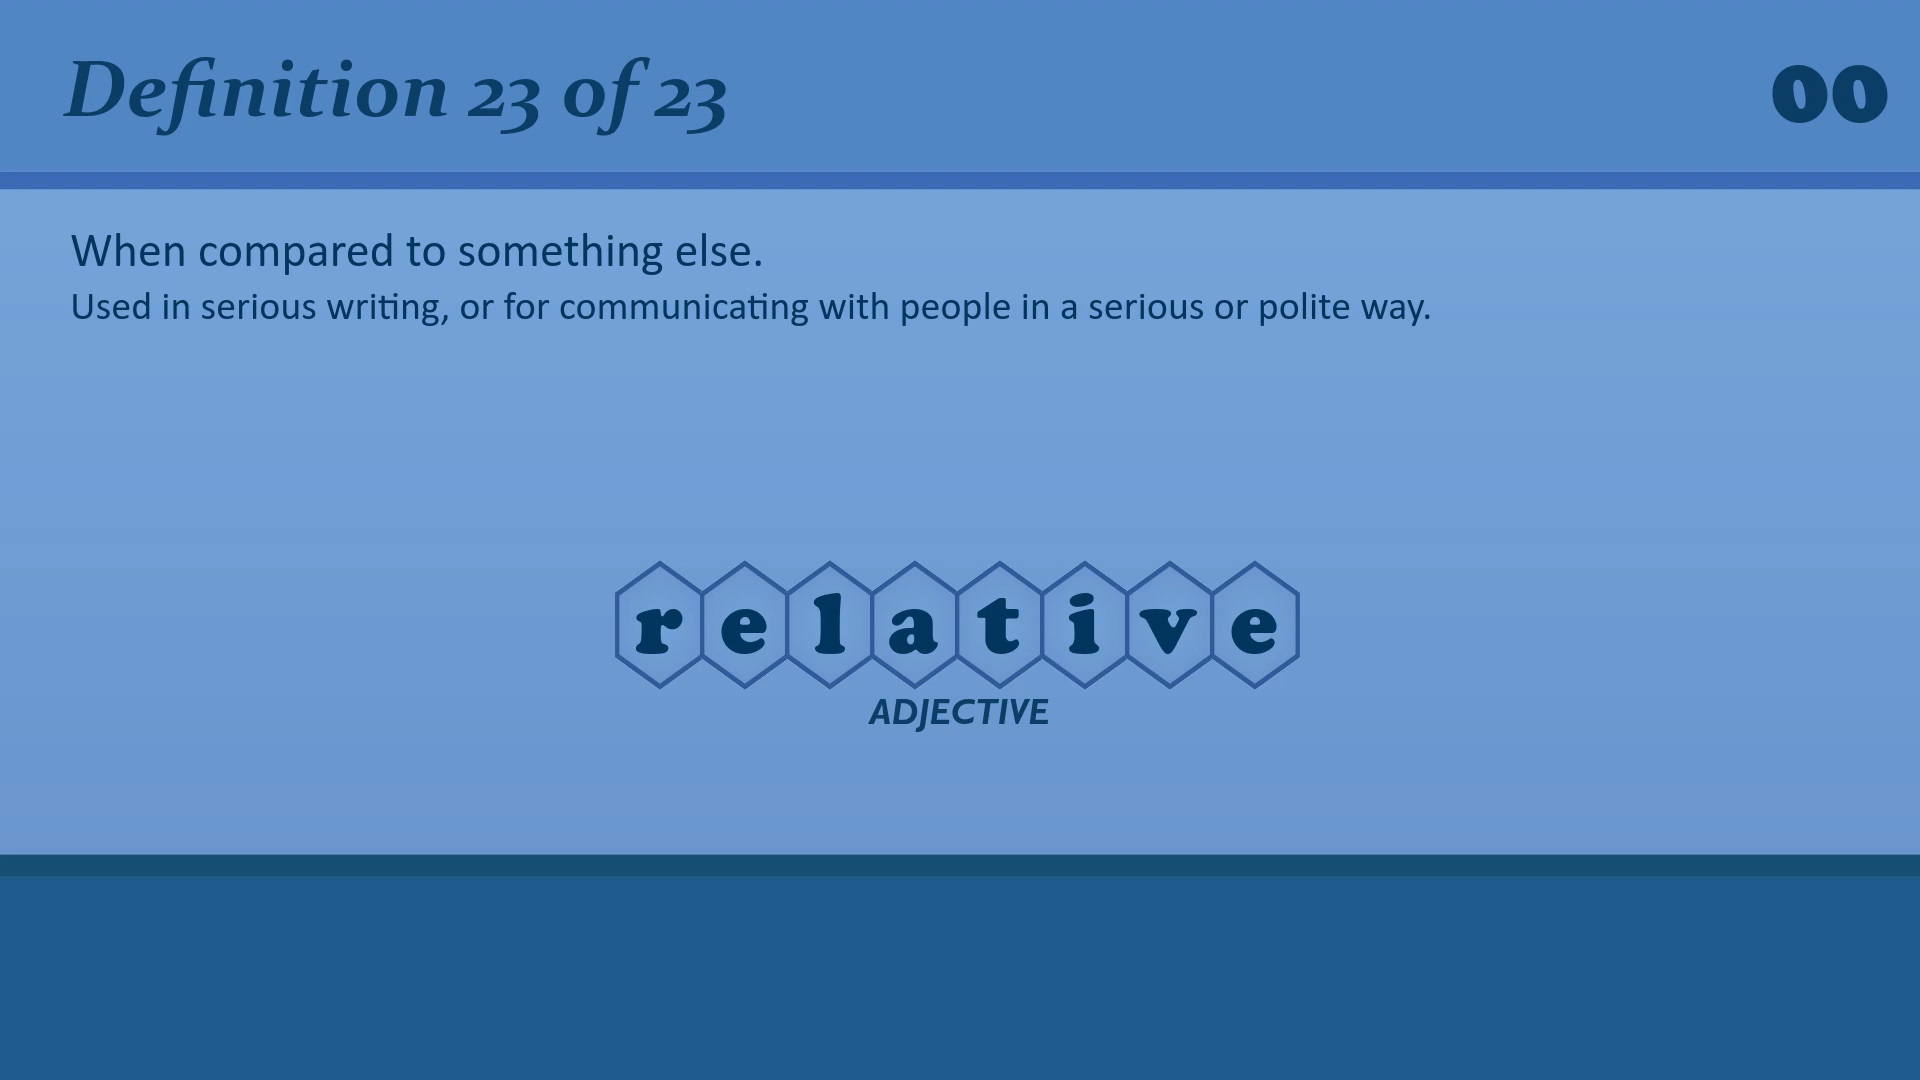 Definition 23 of 23
00
When compared to something else.
Used in serious writing, or for communicating with people in a serious or polite way.
relative
ADJECTIVE